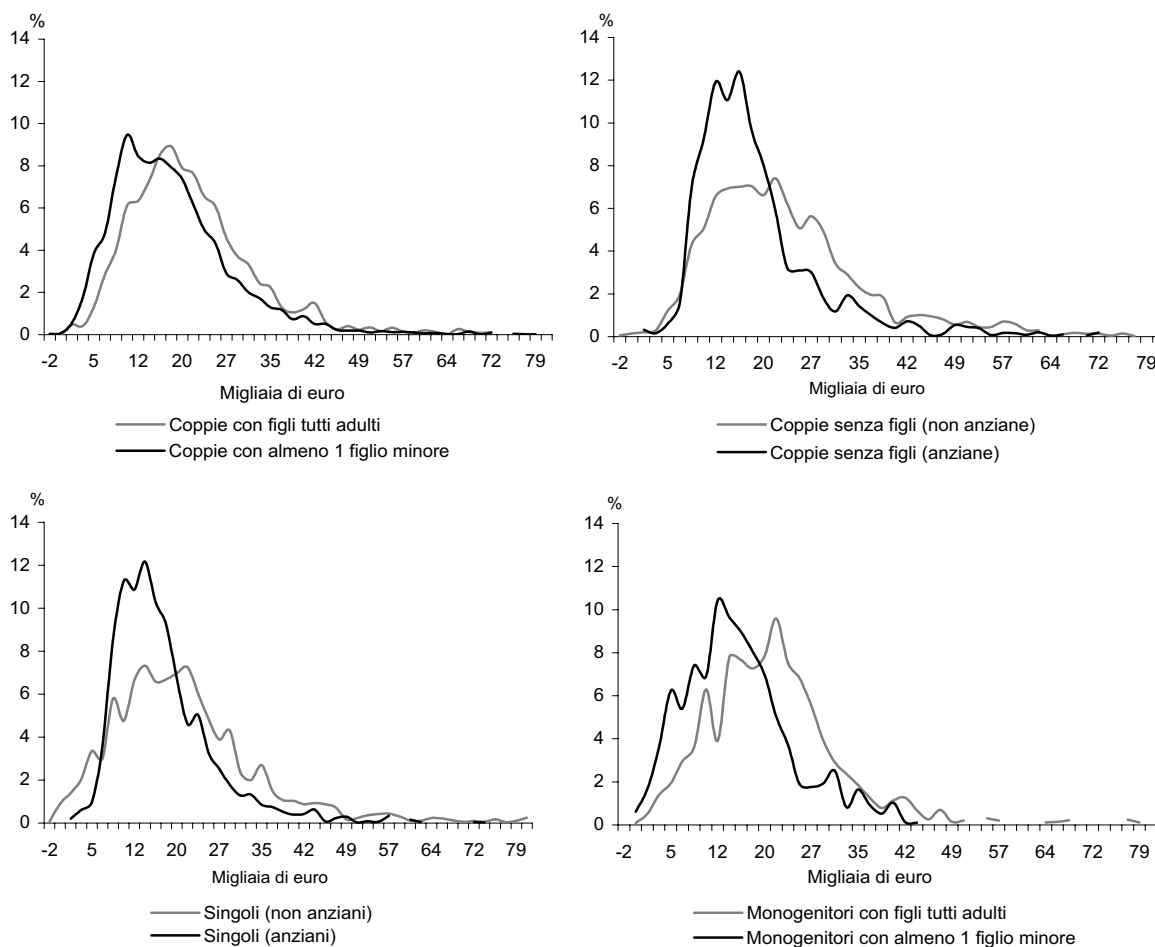 %
14
12
10
8
6
4
2
0
-2 5 12 20 27 35 42 49 57 64 72 79
Migliaia di euro
Coppie con figli tutti adulti
Coppie con almeno 1 figlio minore
%
14
12
10
8
6
4
2
0
-2 5 12 20 27 35 42 49 57 64 72 79
Migliaia di euro
Coppie senza figli (non anziane)
Coppie senza figli (anziane)
%
14
12
10
8
6
4
2
0
-2 5 12 20 27 35 42 49 57 64 72 79
Migliaia di euro
Singoli (non anziani)
Singoli (anziani)
%
14
12
10
8
6
4
2
0
-2 5 12 20 27 35 42 49 57 64 72 79
Migliaia di euro
Monogenitori con figli tutti adulti
Monogenitori con almeno 1 figlio minore